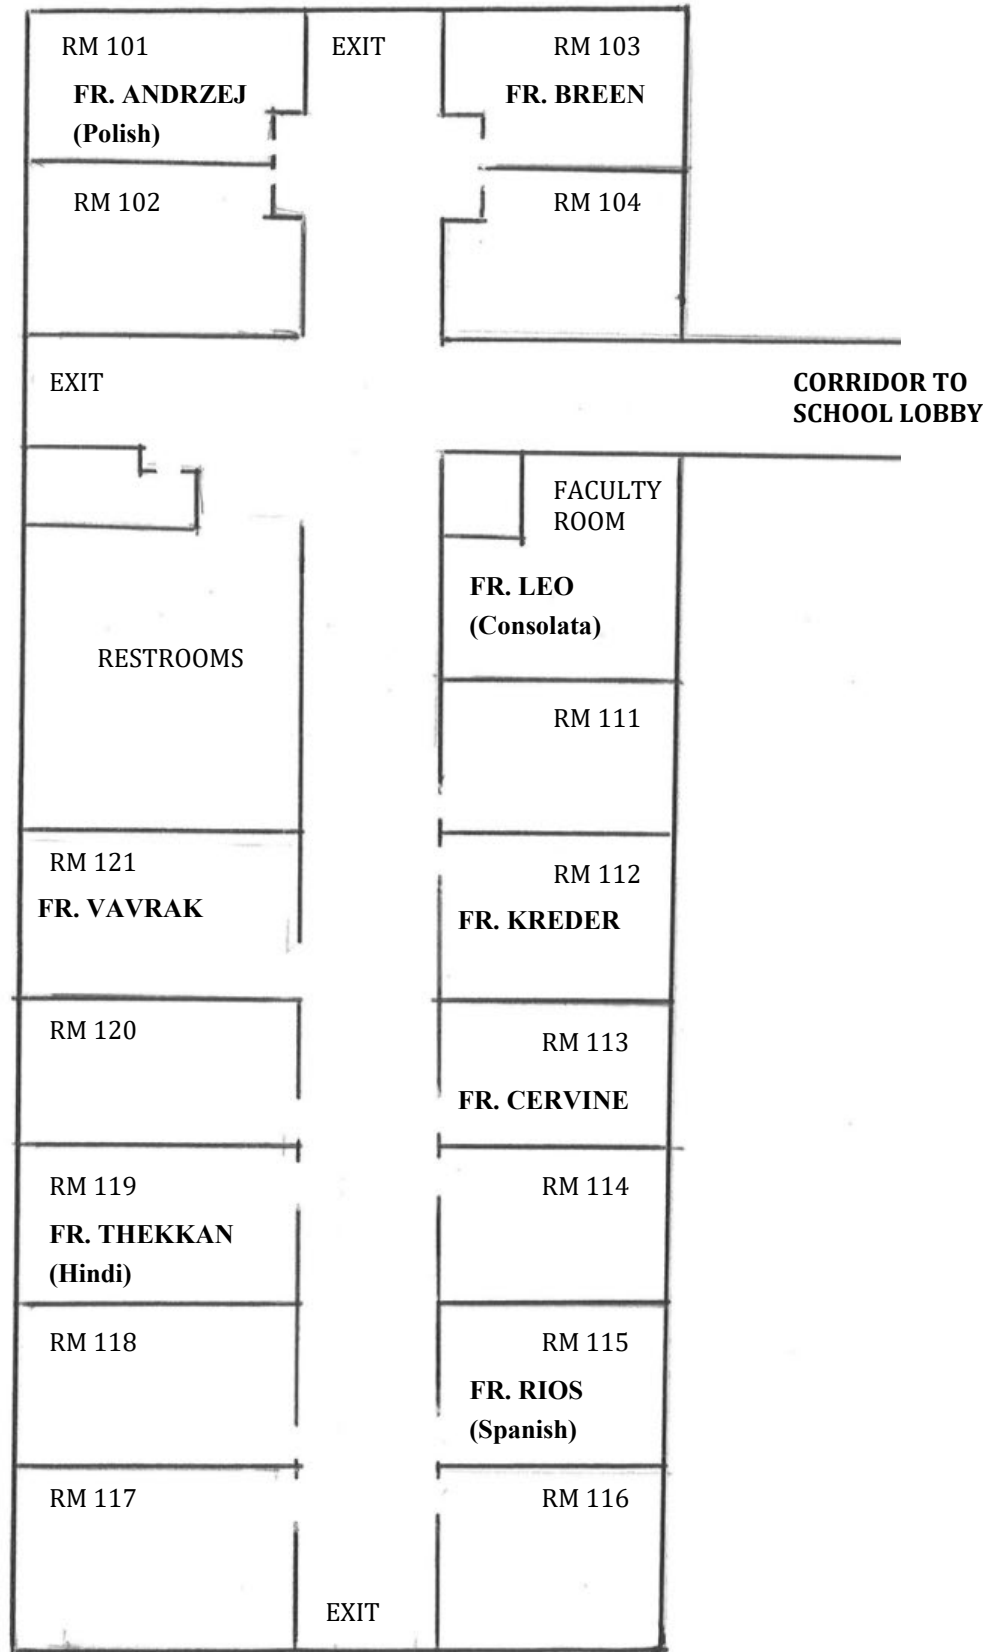 RM 101
FR. ANDRZEJ
(Polish)
EXIT
RM 103
FR. BREEN
RM 102
RM 104
EXIT
CORRIDOR TO
SCHOOL LOBBY
FACULTY
ROOM
FR. LEO
(Consolata)
RESTROOMS
RM 111
RM 121
FR. VAVRAK
RM 112
FR. KREDER
RM 120
RM 113
FR. CERVINE
RM 119
FR. THEKKAN
(Hindi)
RM 114
RM 118
RM 115
FR. RIOS
(Spanish)
RM 117
RM 116
EXIT